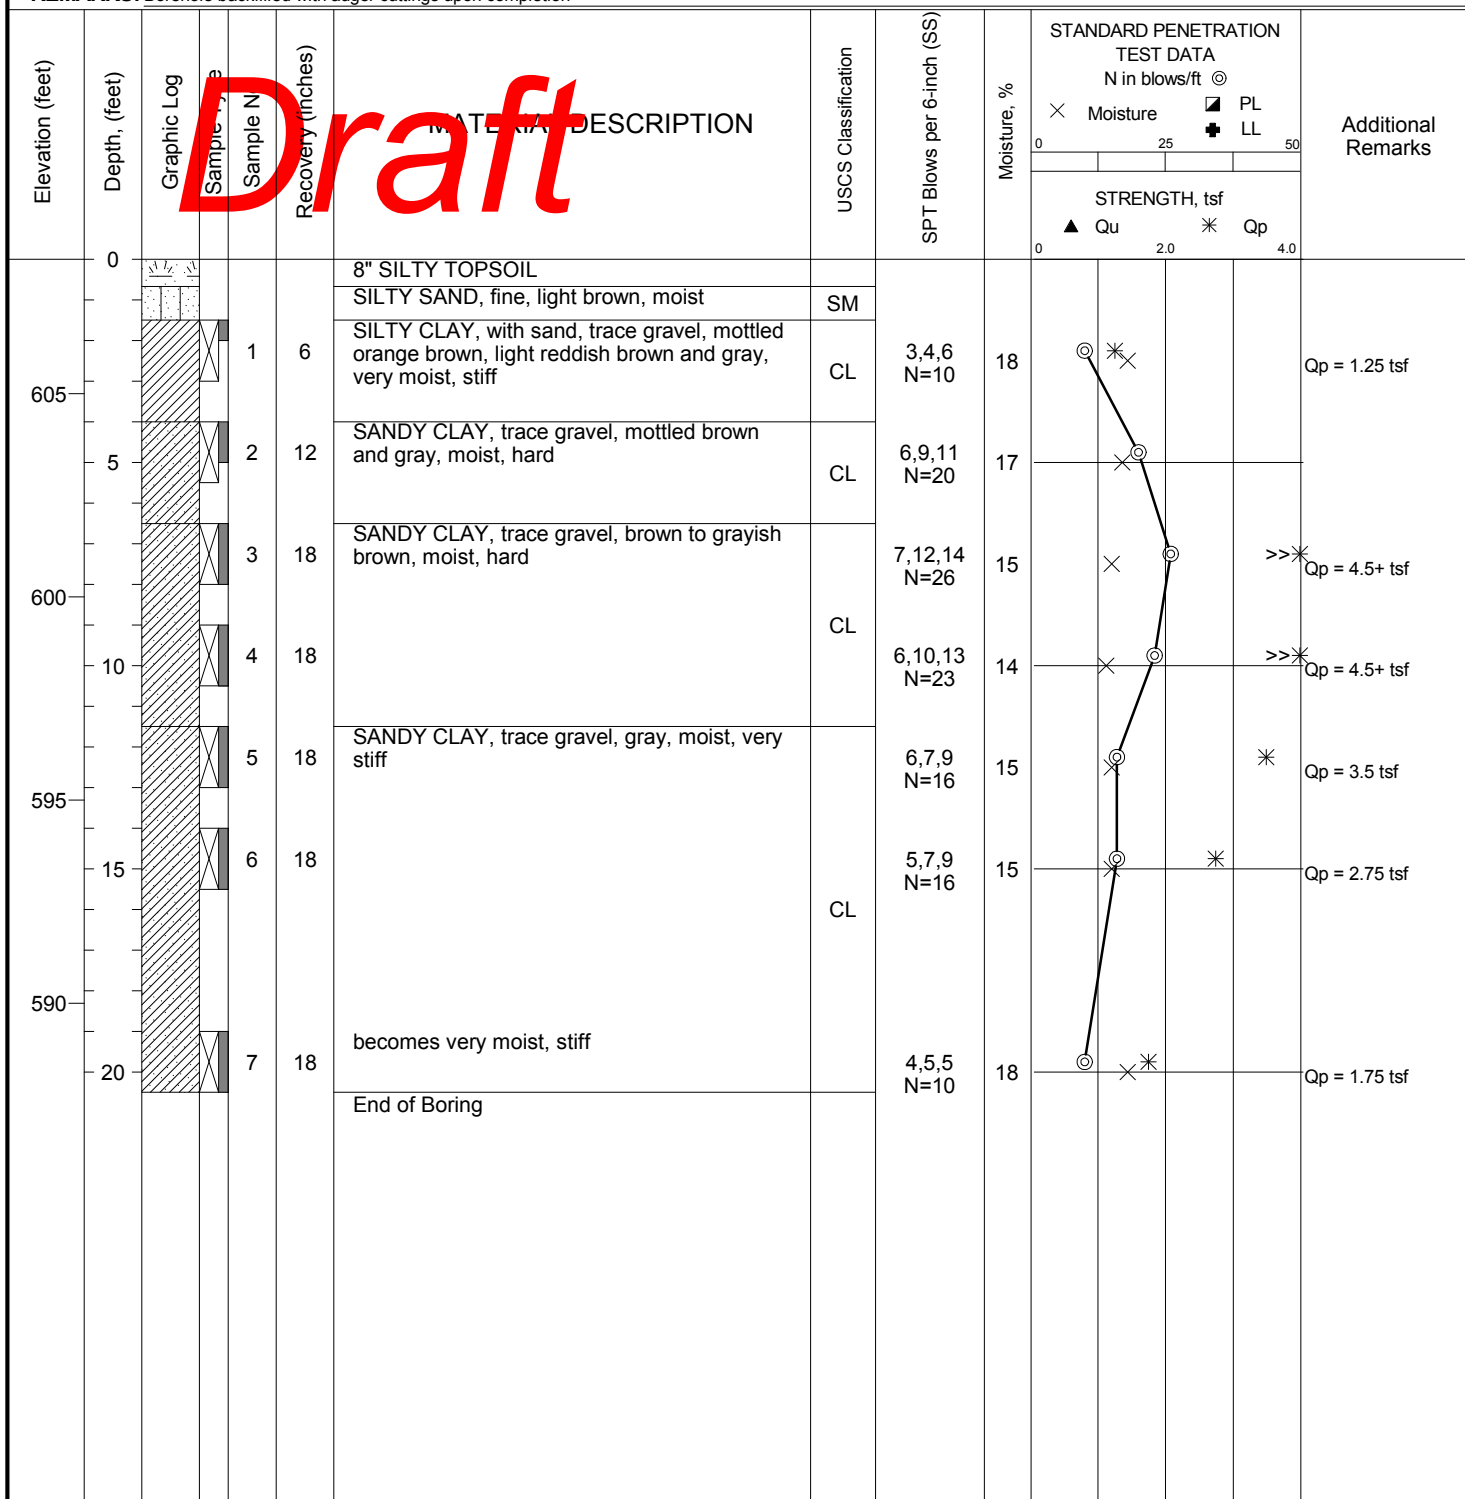 Draft
Elevation (feet)
Depth, (feet)
Graphic Log
Sample
Sample
Recovery (inches)
MATERIAL DESCRIPTION
USCS Classification
SPT Blows per 6-inch (SS)
Moisture, %
STANDARD PENETRATION
TEST DATA
N in blows/ft
Moisture
PL
LL
0 25 50
STRENGTH, tsf
Qu Qp
0 2.0 4.0
Additional
Remarks
0
8" SILTY TOPSOIL
SILTY SAND, fine, light brown, moist
SM
SILTY CLAY, with sand, trace gravel, mottled
orange brown, light reddish brown and gray,
very moist, stiff
1 6
CL
3,4,6
N=10
18
Qp = 1.25 tsf
605
SANDY CLAY, trace gravel, mottled brown
and gray, moist, hard
5
2 12
CL
6,9,11
N=20
17
SANDY CLAY, trace gravel, brown to grayish
brown, moist, hard
3 18
7,12,14
N=26
15
>>
Qp = 4.5+ tsf
600
CL
10
4 18
6,10,13
N=23
14
>>
Qp = 4.5+ tsf
SANDY CLAY, trace gravel, gray, moist, very
stiff
5 18
6,7,9
N=16
15
Qp = 3.5 tsf
595
15
6 18
5,7,9
N=16
15
Qp = 2.75 tsf
CL
590
becomes very moist, stiff
20
7 18
4,5,5
N=10
18
Qp = 1.75 tsf
End of Boring